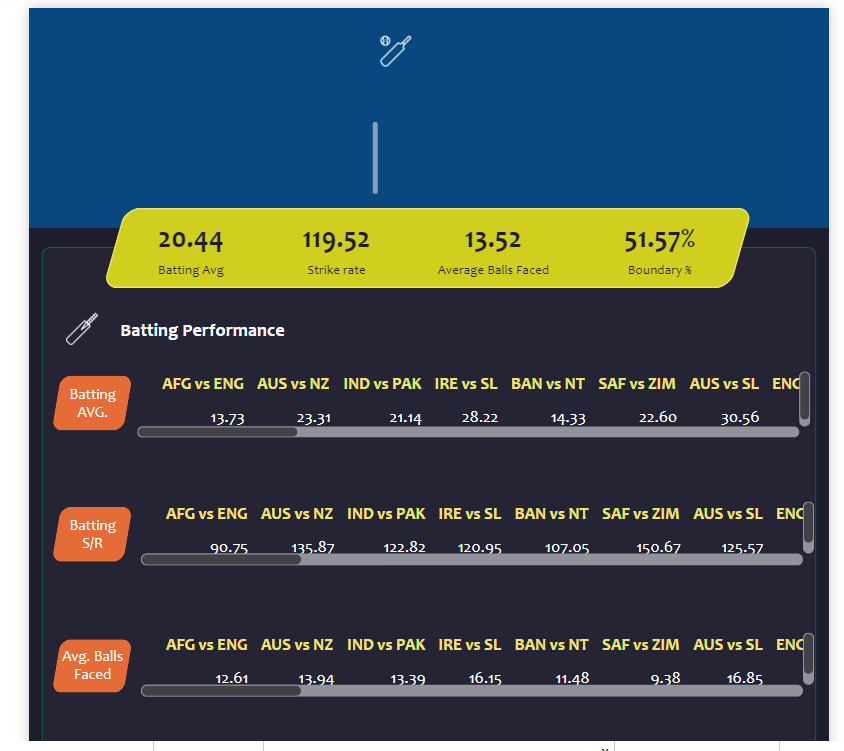 20.44 119.52 13.52 51.57%
Batting Avg Strike rate Average Balls Faced Boundary %
Batting Performance
Batting AVG.
AFG vs ENG AUS vs NZ IND vs PAK IRE vs SL BAN vs NT SAF vs ZIM AUS vs SL ENG
13.73 23.31 21.14 28.22 14.33 22.60 30.56
Batting S/R
AFG vs ENG AUS vs NZ IND vs PAK IRE vs SL BAN vs NT SAF vs ZIM AUS vs SL ENG
90.75 135.87 122.82 120.95 107.05 150.67 125.57
Avg. Balls Faced
AFG vs ENG AUS vs NZ IND vs PAK IRE vs SL BAN vs NT SAF vs ZIM AUS vs SL ENG
12.61 13.94 13.39 16.15 11.48 9.38 16.85